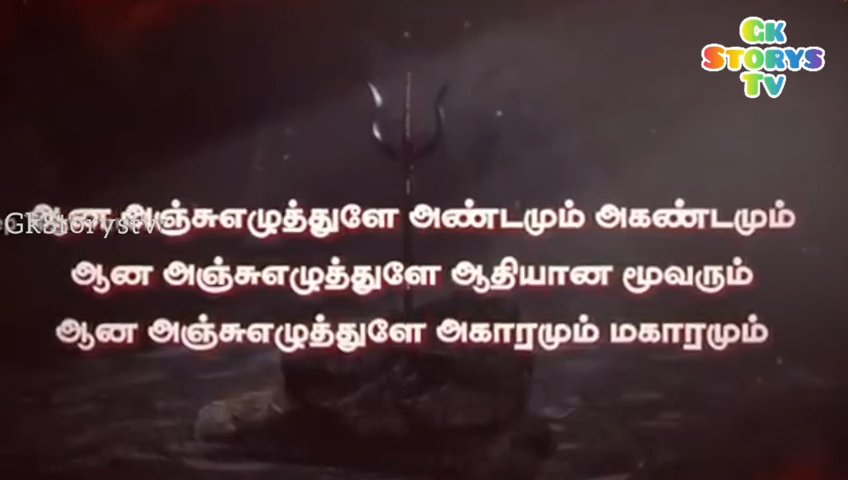 Gk
STORYS
TV
ஆன அஞ்சுஎழுத்துளே அண்டமும் அகண்டமும்
GkStorystv
ஆன அஞ்சுஎழுத்துளே ஆதியான மூவரும்
ஆன அஞ்சுஎழுத்துளே அகாரமும் மகாரமும்